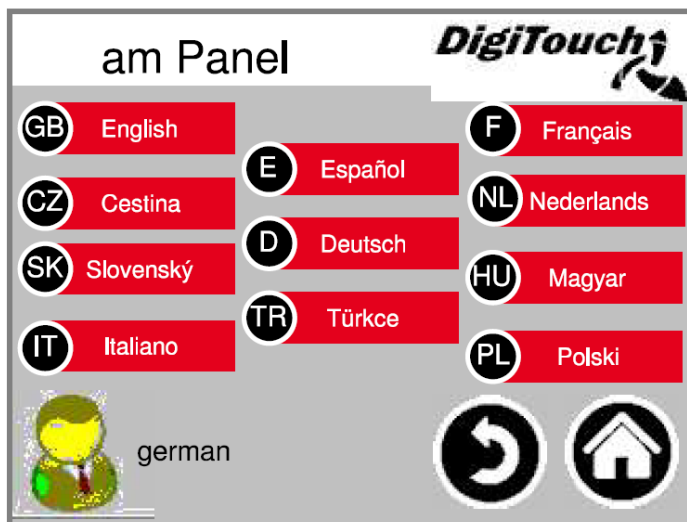 am Panel
DigiTouch
GB English
CZ Cestina
SK Slovenský
IT Italiano
E Español
D Deutsch
TR Türkce
F Français
NL Nederlands
HU Magyar
PL Polski
german